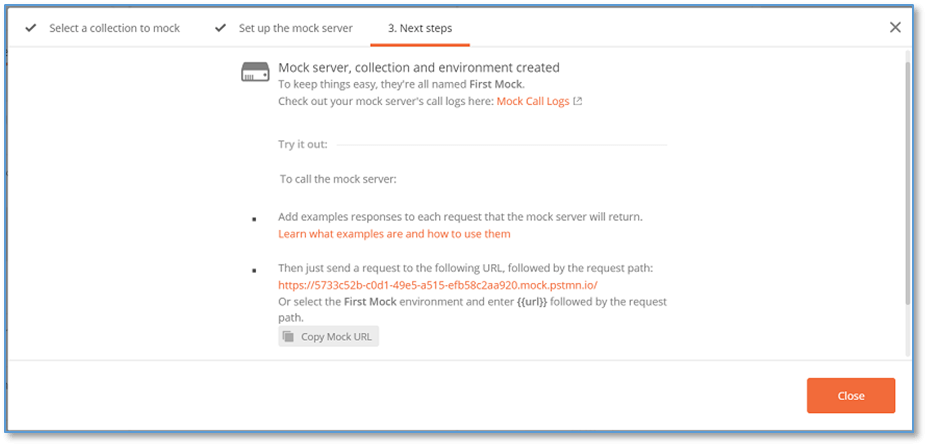 Select a collection to mock
Set up the mock server
3. Next steps
Mock server, collection and environment created
To keep things easy, they're all named First Mock.
Check out your mock server's call logs here: Mock Call Logs
Try it out:
To call the mock server:
Add examples responses to each request that the mock server will return.
Learn what examples are and how to use them
Then just send a request to the following URL, followed by the request path:
https://5733c52b-c0d1-49e5-a515-efb58c2aa920.mock.pstmn.io/
Or select the First Mock environment and enter {{url}} followed by the request
path.
Copy Mock URL
Close